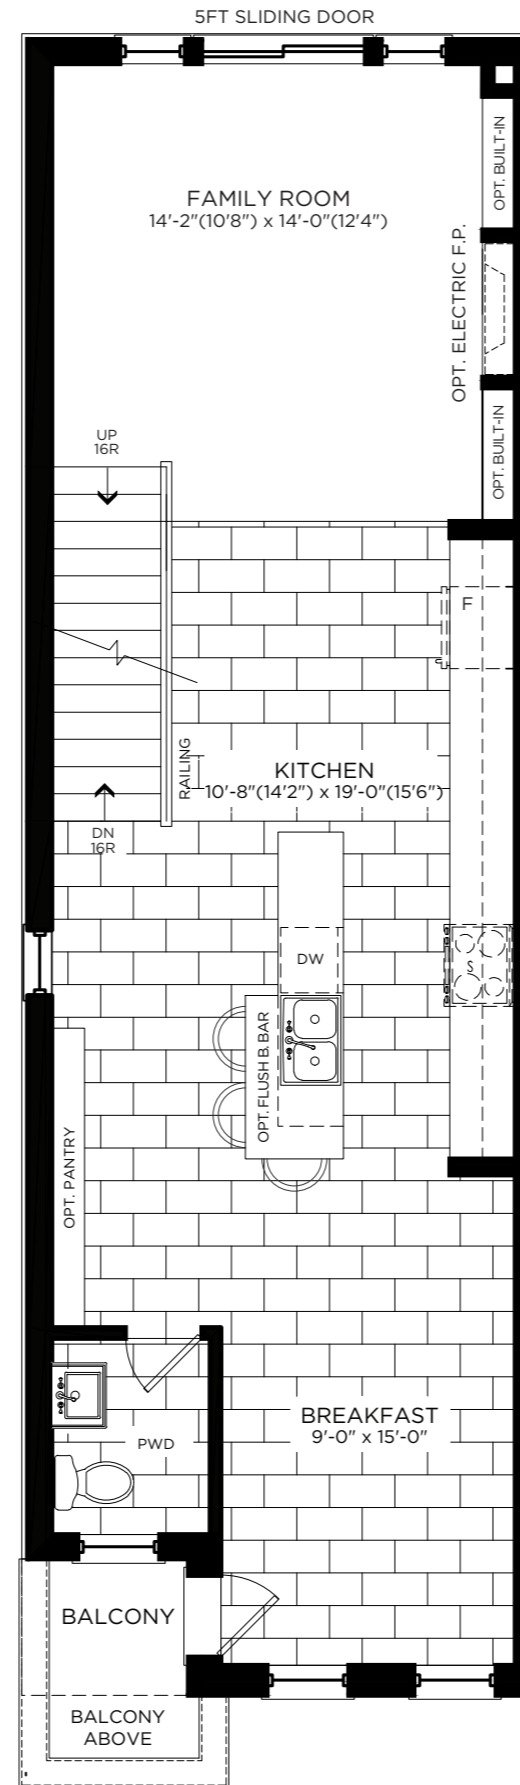 5FT SLIDING DOOR
OPT. BUILT-IN
FAMILY ROOM
14'-2"(10'8") x 14'-0"(12'4")
OPT. ELECTRIC F.P.
OPT. BUILT-IN
UP
16R
F
RAILING
KITCHEN
10'-8"(14'2") x 19'-0"(15'6")
DN
16R
DW
S
OPT. FLUSH B. BAR
OPT. PANTRY
BREAKFAST
9'-0" x 15'-0"
PWD
BALCONY
BALCONY
ABOVE